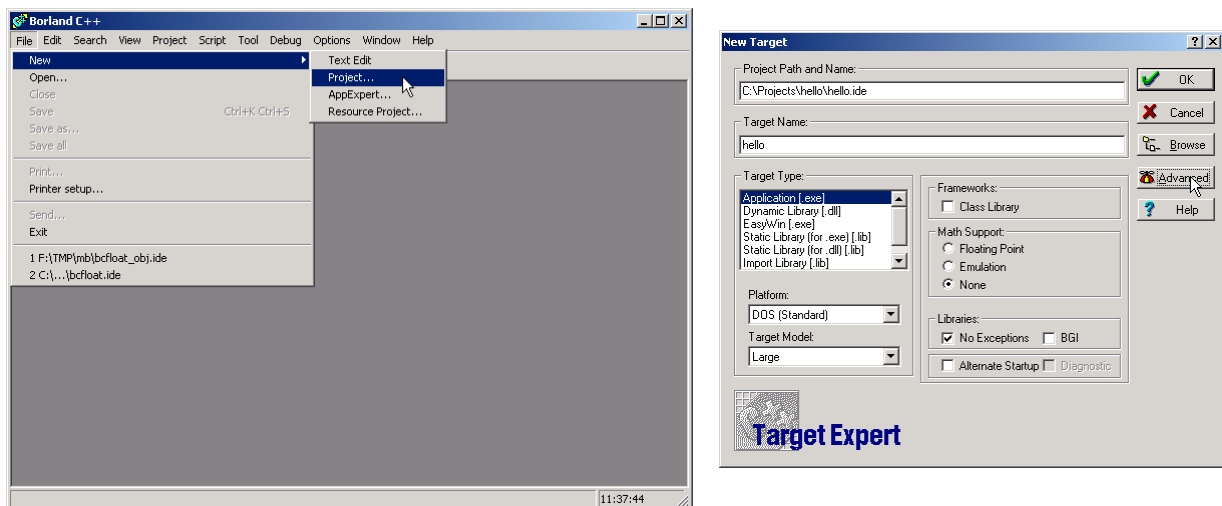 Borland C++
File Edit Search View Project Script Tool Debug Options Window Help
New
Open...
Close
Save Ctrl+K Ctrl+S
Save as...
Save all
Print...
Printer setup...
Send...
Exit
1 F:\TMP\mb\bcfloat_obj.ide
2 C:\...\bcfloat.ide
Text Edit
Project...
AppExpert...
Resource Project...
11:37:44
New Target
Project Path and Name:
C:\Projects\hello\hello.ide
Target Name:
hello
Target Type:
Application [.exe]
Dynamic Library [.dll]
EasyWin [.exe]
Static Library (for .exe) [.lib]
Static Library (for .dll) [.lib]
Import Library [.lib]
Platform:
DOS (Standard)
Target Model:
Large
Frameworks:
Class Library
Math Support:
Floating Point
Emulation
None
Libraries:
No Exceptions BGI
Alternate Startup Diagnostic
OK
Cancel
Browse
Advanced
? Help
C++
Target Expert